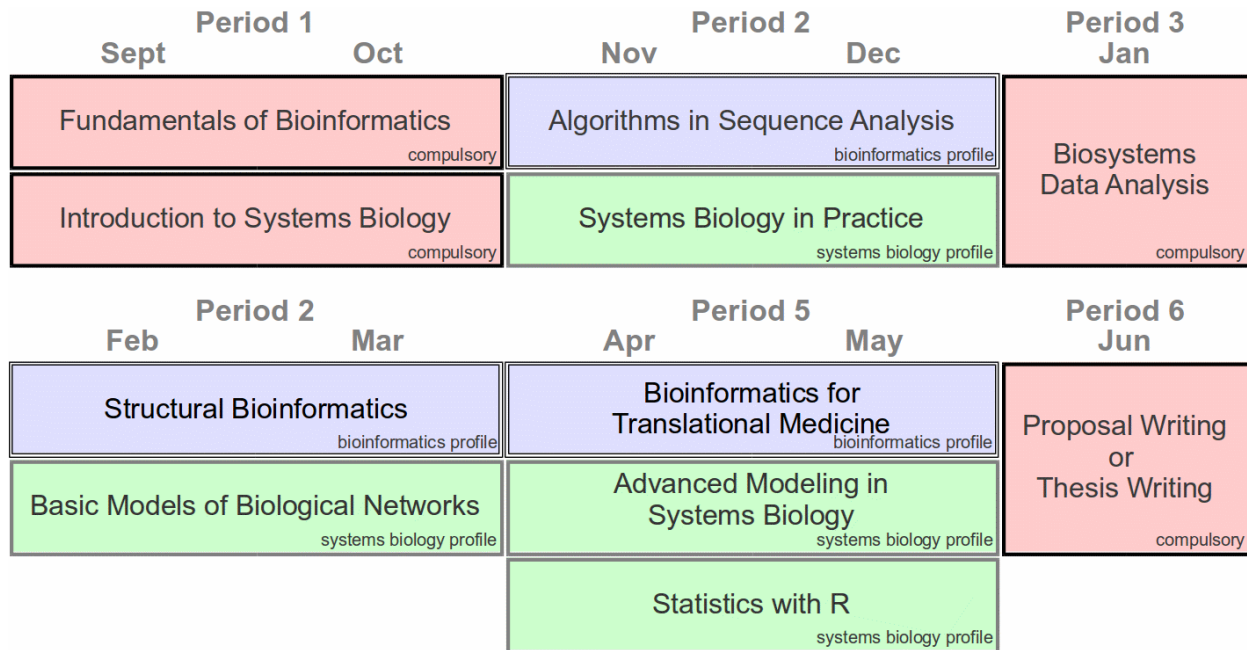 Period 1 Period 2 Period 3
Sept Oct Nov Dec Jan
Fundamentals of Bioinformatics
compulsory
Algorithms in Sequence Analysis
bioinformatics profile
Biosystems
Data Analysis
compulsory
Introduction to Systems Biology
compulsory
Systems Biology in Practice
systems biology profile
Period 2 Period 5 Period 6
Feb Mar Apr May Jun
Structural Bioinformatics
bioinformatics profile
Bioinformatics for
Translational Medicine
bioinformatics profile
Proposal Writing
or
Thesis Writing
compulsory
Basic Models of Biological Networks
systems biology profile
Advanced Modeling in
Systems Biology
systems biology profile
Statistics with R
systems biology profile